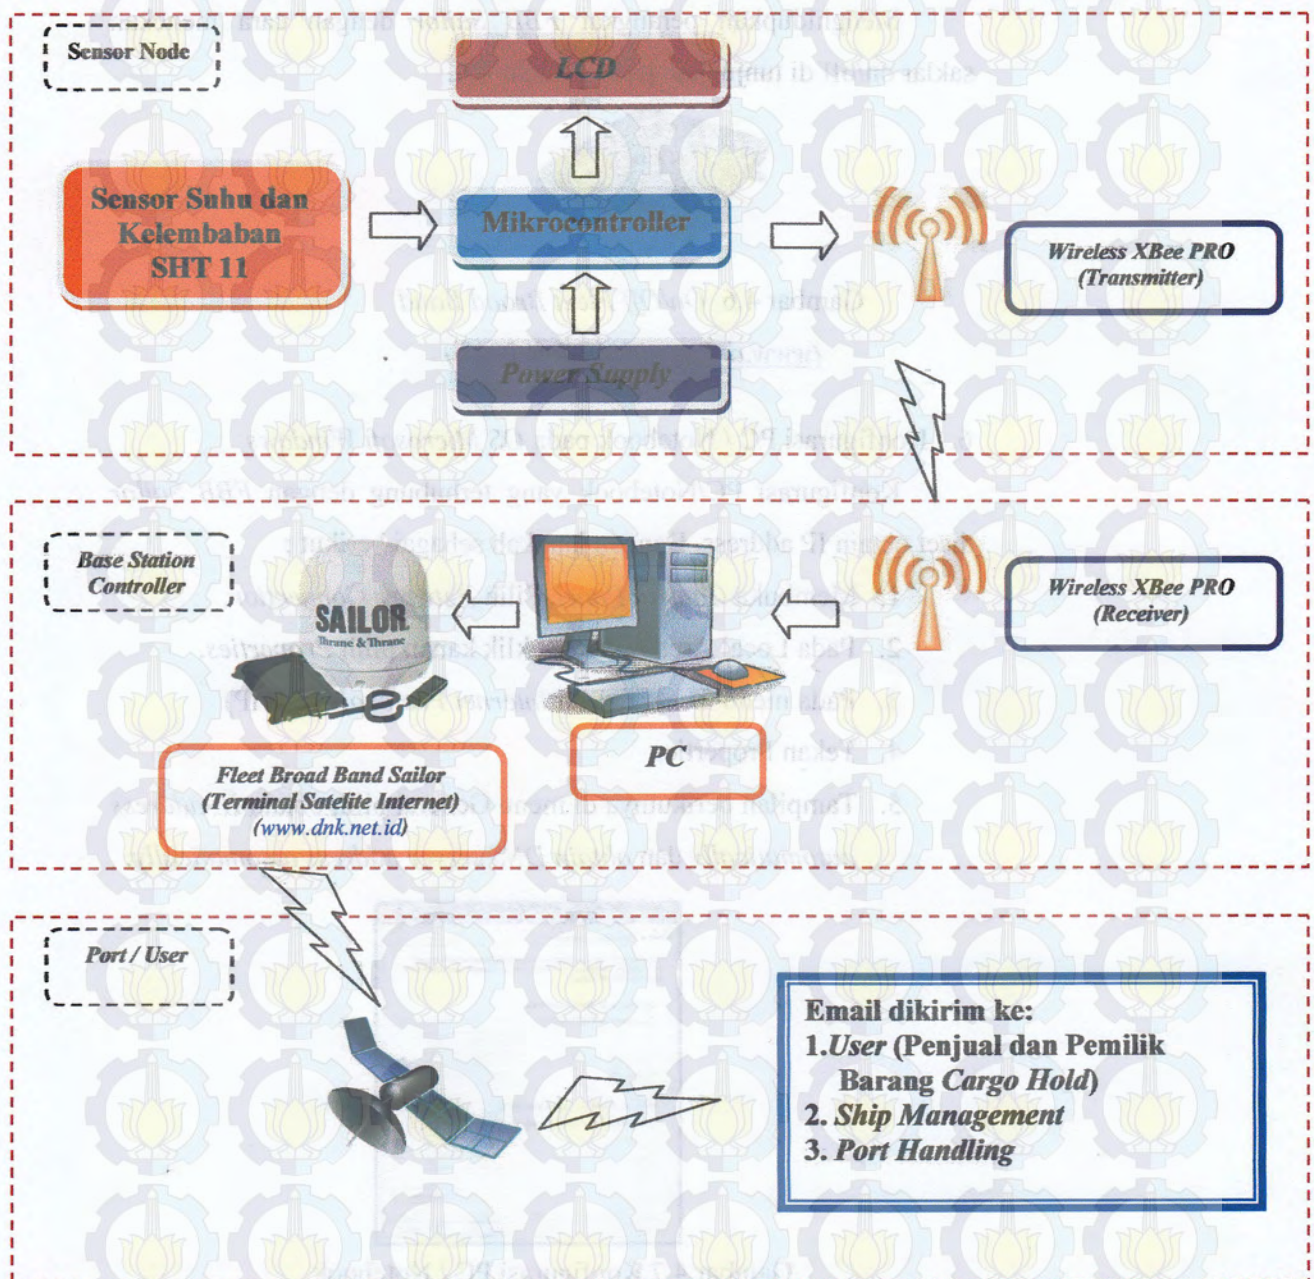 Sensor Node
LCD
Sensor Suhu dan
Kelembaban
SHT 11
Mikrocontroller
Wireless XBee PRO
(Transmitter)
Power Supply
Base Station
Controller
SAILOR
Thrane & Thrane
Wireless XBee PRO
(Receiver)
PC
Fleet Broad Band Sailor
(Terminal Satelite Internet)
(www.dnk.net.id)
Port / User
Email dikirim ke:
1.User (Penjual dan Pemilik
Barang Cargo Hold)
2. Ship Management
3. Port Handling